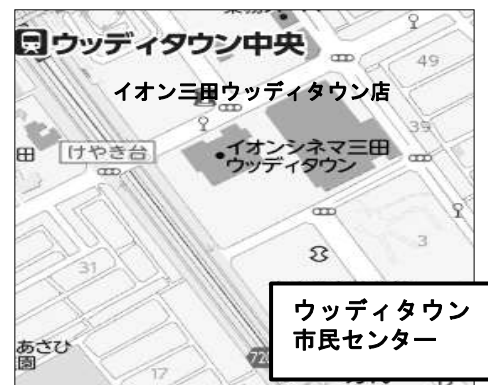 ウッディタウン中央
49
イオン三田ウッディタウン店
39
イオンシネマ三田
ウッディタウン
田
けやき台
3
31
ウッディタウン
市民センター
あさひ
園
17
720